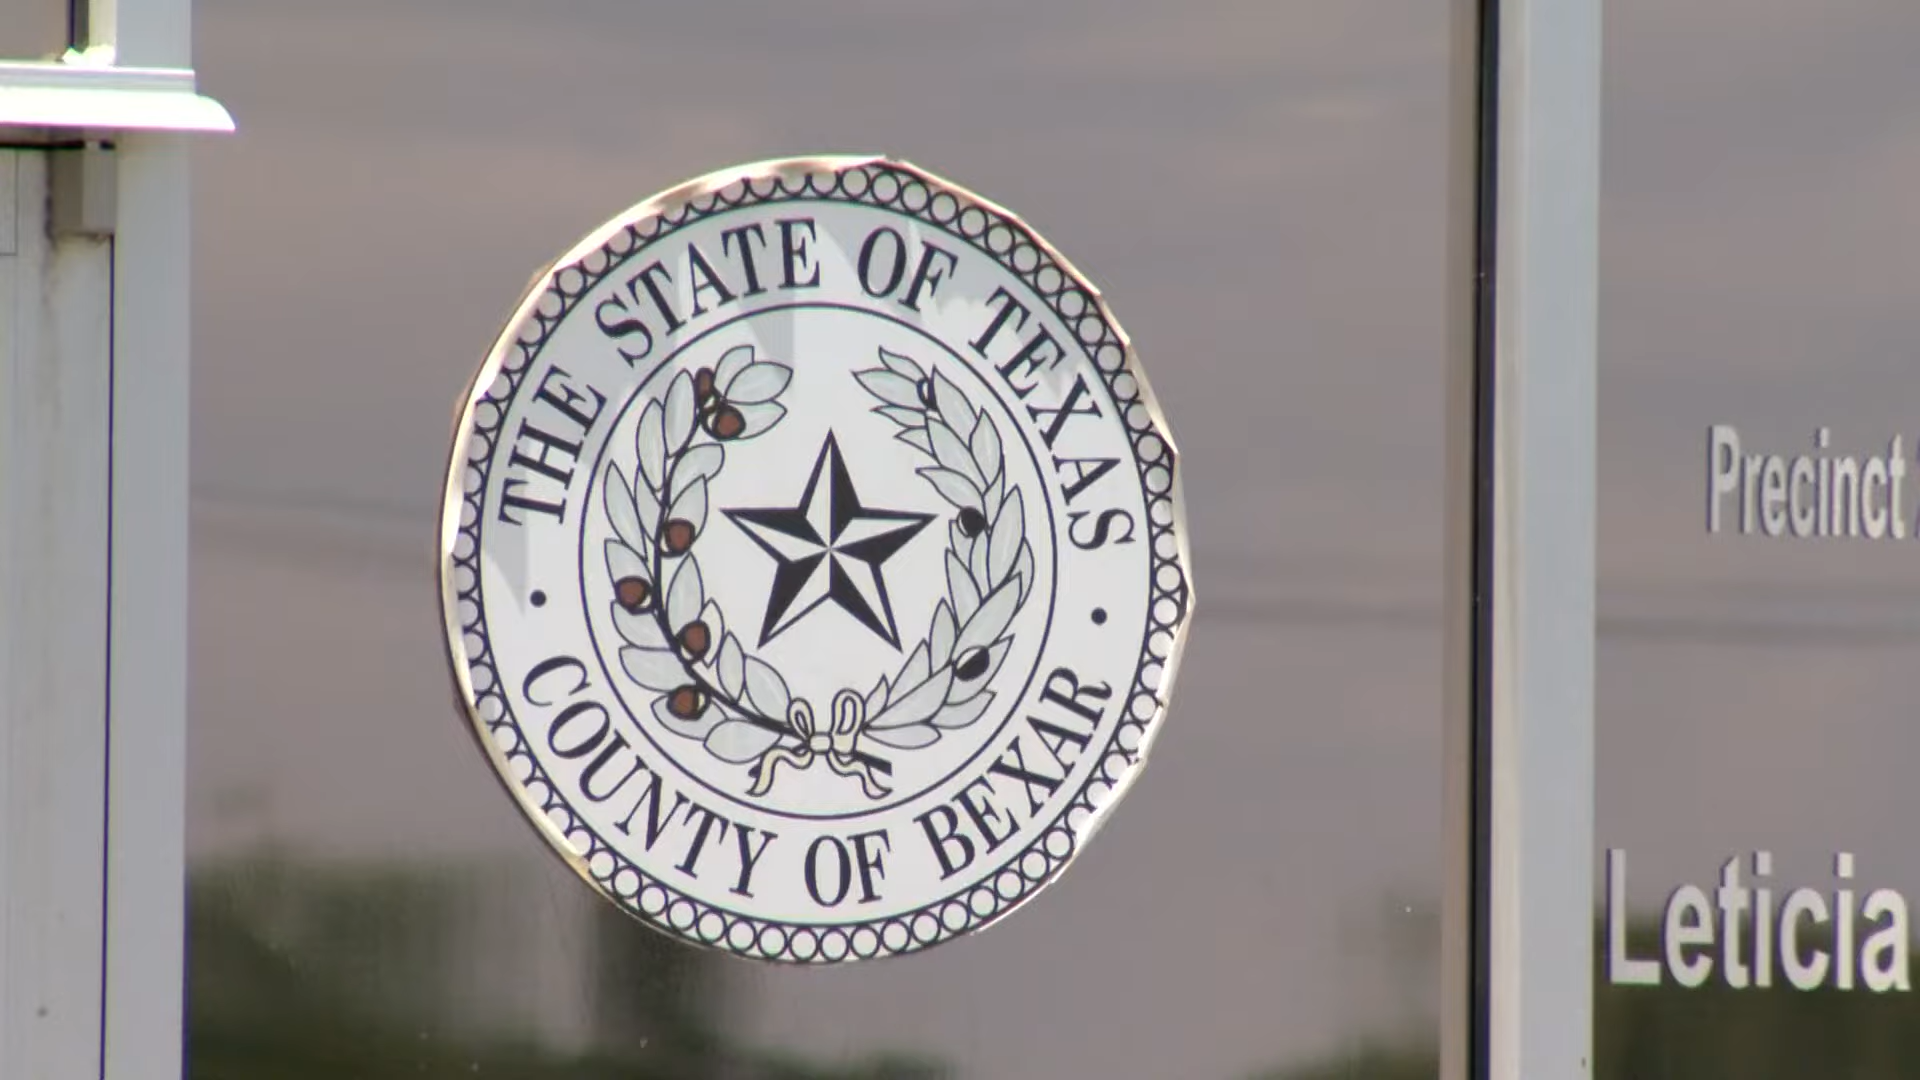 THE STATE OF TEXAS
COUNTY OF BEXAR
Precinct
Leticia